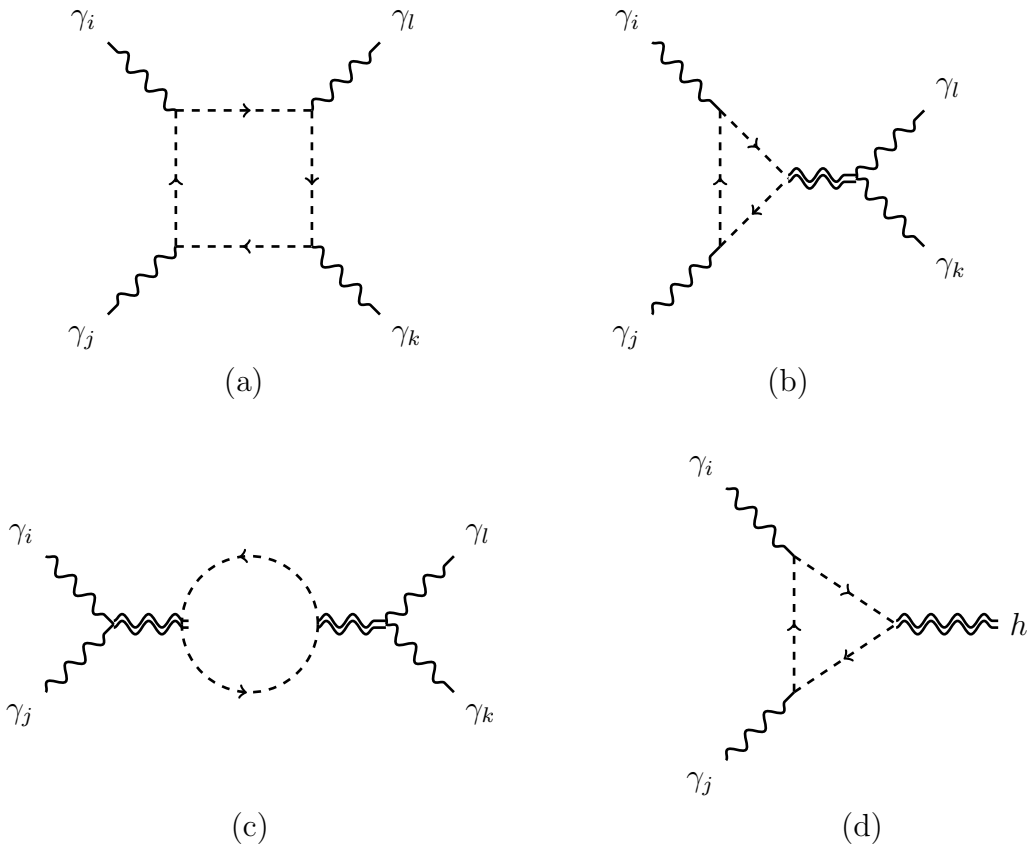 γ_i γ_l γ_i
γ_l
γ_k
γ_j γ_k γ_j
(a) (b)
γ_i
γ_i γ_l
h
γ_j γ_k
γ_j
(c) (d)